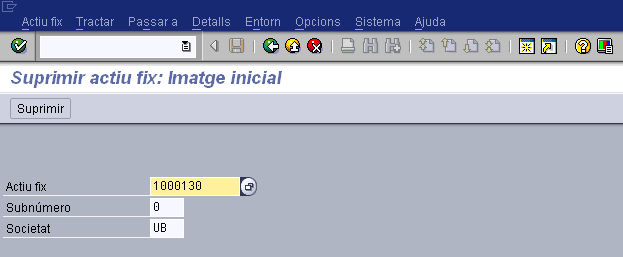 Actiu fix Tractar Passar a Detalls Entorn Opcions Sistema Ajuda
Suprimir actiu fix: Imatge inicial
Suprimir
Actiu fix 1000130
Subnúmero 0
Societat UB